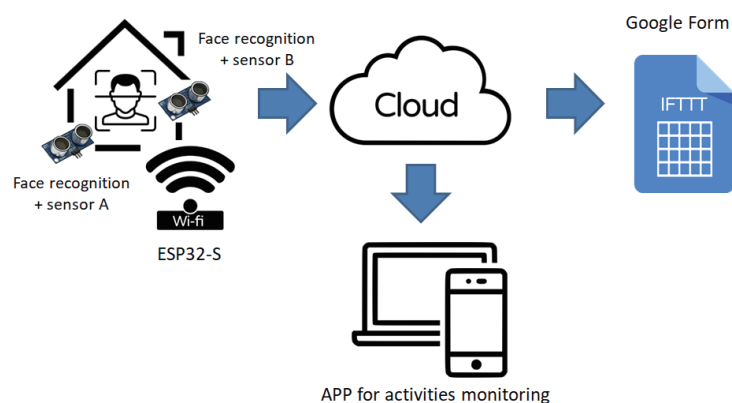 Google Form
Face recognition
+ sensor B
Cloud
IFTTT
Face recognition
+ sensor A
Wi-fi
ESP32-S
APP for activities monitoring